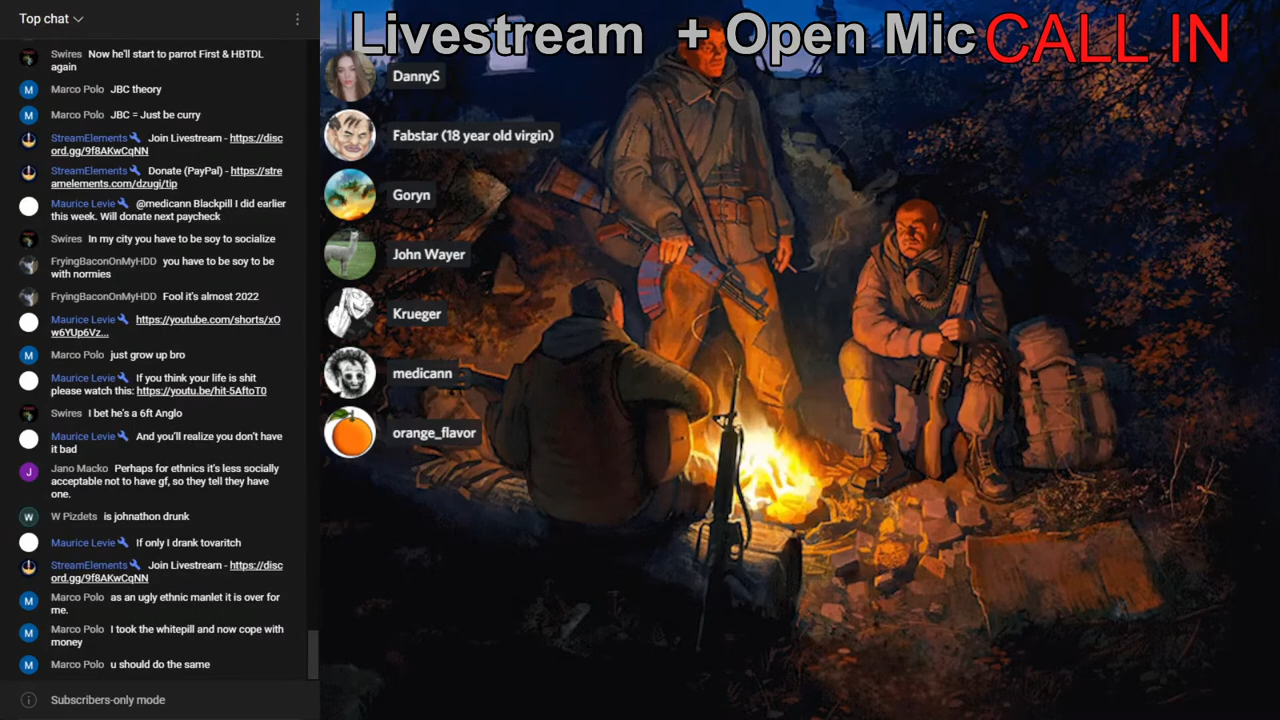 Top chat
Swires Now he'll start to parrot First & HBTDL
again
Marco Polo JBC theory
Marco Polo JBC = Just be curry
StreamElements Join Livestream - https://disc
ord.gg/9f8AKwCqNN
StreamElements Donate (PayPal) - https://stre
amelements.com/dzugi/tip
Maurice Levie @medicann Blackpill I did earlier
this week. Will donate next paycheck
Swires In my city you have to be soy to socialize
FryingBaconOnMyHDD you have to be soy to be
with normies
FryingBaconOnMyHDD Fool it's almost 2022
Maurice Levie https://youtube.com/shorts/xO
w6YUp6Vz...
Marco Polo just grow up bro
Maurice Levie If you think your life is shit
please watch this: https://youtu.be/hit-5AftoT0
Swires I bet he's a 6ft Anglo
Maurice Levie And you'll realize you don't have
it bad
J
Jano Macko Perhaps for ethnics it's less socially
acceptable not to have gf, so they tell they have
one.
W Pizdets is johnathon drunk
Maurice Levie If only I drank tovaritch
StreamElements Join Livestream - https://disc
ord.gg/9f8AKwCqNN
Marco Polo as an ugly ethnic manlet it is over for
me.
Marco Polo I took the whitepill and now cope with
money
Marco Polo u should do the same
Subscribers-only mode
Livestream + Open Mic CALL IN
DannyS
Fabstar (18 year old virgin)
Goryn
John Wayer
Krueger
medicann
orange_flavor